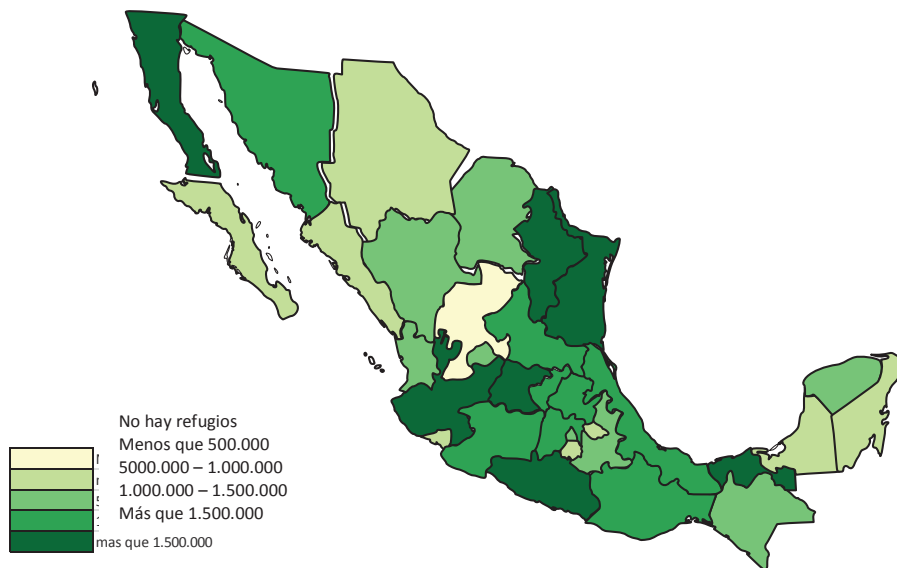 No hay refugios
Menos que 500.000
5000.000 – 1.000.000
1.000.000 – 1.500.000
Más que 1.500.000
mas que 1.500.000